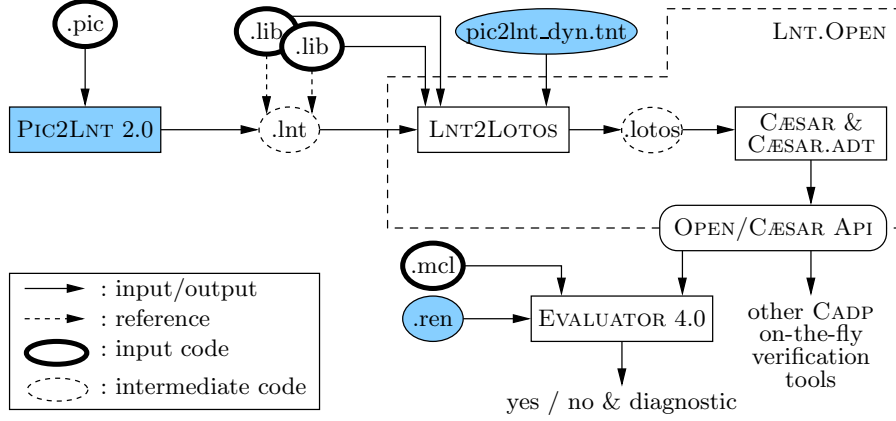 .pic
.lib
.lib
pic2lnt_dyn.tnt
LNT.OPEN
PIC2LNT 2.0
.lnt
LNT2LOTOS
.lotos
CÆSAR &
CÆSAR.ADT
OPEN/CÆSAR API
.mcl
.ren
EVALUATOR 4.0
other CADP
on-the-fly
verification
tools
yes / no & diagnostic
: input/output
: reference
: input code
: intermediate code